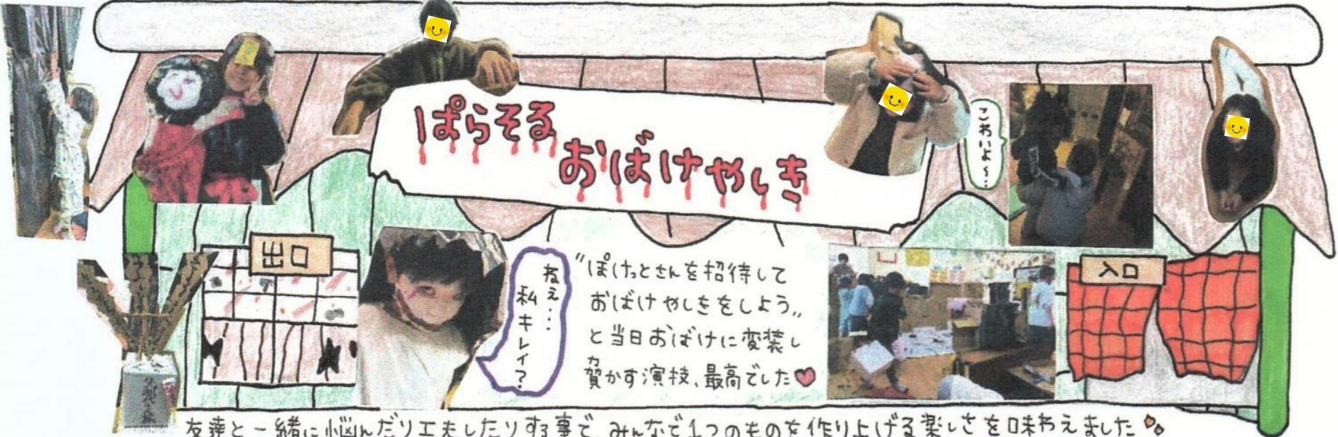 ぱらそる
おばけやしき
こわいよ〜…
出口
入口
ねぇ…
私キレイ?
"ぽけっとさんを招待して
おばけやしきをしよう〃
と当日おばけに変装し
賀かす演技、最高でした♥
友達と一緒に悩んだり工夫したりする事で、みんなで1つのものを作り上げる楽しさを味わえました